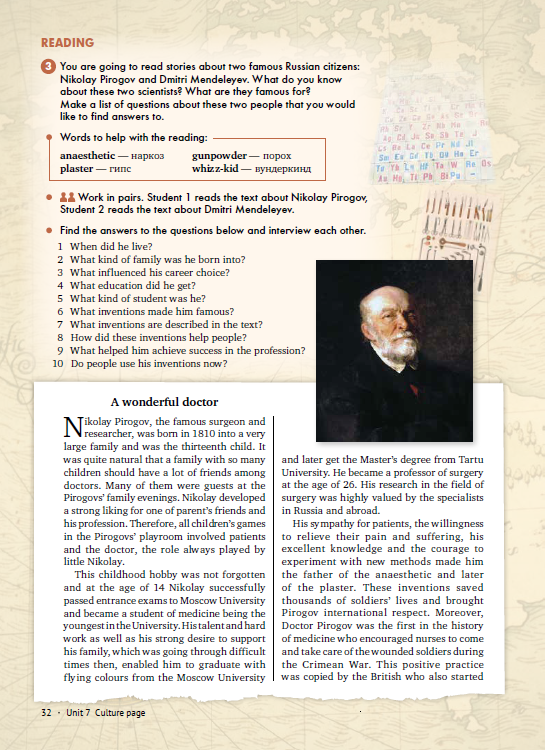 READING
3 You are going to read stories about two famous Russian citizens:
Nikolay Pirogov and Dmitri Mendeleyev. What do you know
about these two scientists? What are they famous for?
Make a list of questions about these two people that you would
like to find answers to.
• Words to help with the reading:
anaesthetic — наркоз gunpowder — порох
plaster — гипс whizz-kid — вундеркинд
• Work in pairs. Student 1 reads the text about Nikolay Pirogov,
Student 2 reads the text about Dmitri Mendeleyev.
• Find the answers to the questions below and interview each other.
1 When did he live?
2 What kind of family was he born into?
3 What influenced his career choice?
4 What education did he get?
5 What kind of student was he?
6 What inventions made him famous?
7 What inventions are described in the text?
8 How did these inventions help people?
9 What helped him achieve success in the profession?
10 Do people use his inventions now?
A wonderful doctor
Nikolay Pirogov, the famous surgeon and
researcher, was born in 1810 into a very
large family and was the thirteenth child. It
was quite natural that a family with so many
children should have a lot of friends among
doctors. Many of them were guests at the
Pirogovs' family evenings. Nikolay developed
a strong liking for one of parent's friends and
his profession. Therefore, all children's games
in the Pirogovs' playroom involved patients
and the doctor, the role always played by
little Nikolay.
This childhood hobby was not forgotten
and at the age of 14 Nikolay successfully
passed entrance exams to Moscow University
and became a student of medicine being the
youngest in the University. His talent and hard
work as well as his strong desire to support
his family, which was going through difficult
times then, enabled him to graduate with
flying colours from the Moscow University
and later get the Master's degree from Tartu
University. He became a professor of surgery
at the age of 26. His research in the field of
surgery was highly valued by the specialists
in Russia and abroad.
His sympathy for patients, the willingness
to relieve their pain and suffering, his
excellent knowledge and the courage to
experiment with new methods made him
the father of the anaesthetic and later
of the plaster. These inventions saved
thousands of soldiers' lives and brought
Pirogov international respect. Moreover,
Doctor Pirogov was the first in the history
of medicine who encouraged nurses to come
and take care of the wounded soldiers during
the Crimean War. This positive practice
was copied by the British who also started
32 · Unit 7 Culture page